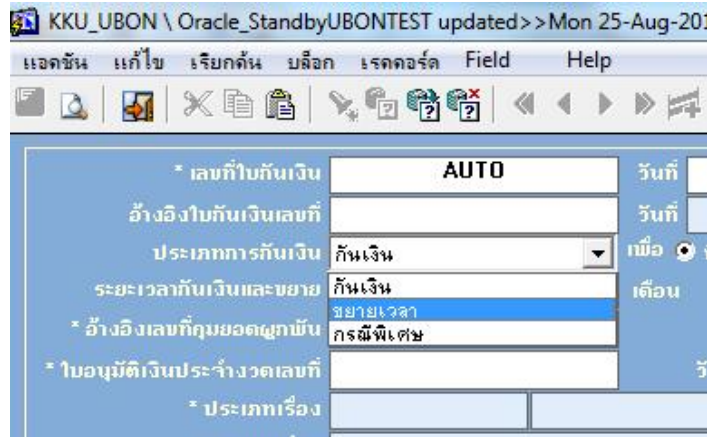 KKU_UBON \ Oracle_StandbyUBONTEST updated>>Mon 25-Aug-201
แอคชัน แก้ไข เรียกค้น บล็อก เรคคอร์ด Field Help
* เลขที่ใบกันเงิน AUTO วันที่
อ้างอิงใบกันเงินเลขที่ วันที่
ประเภทการกันเงิน กันเงิน เพื่อ
ระยะเวลากันเงินและขยาย กันเงิน เดือน
ขยายเวลา
* อ้างอิงเลขที่คุมยอดผูกพัน กรณีพิเศษ
* ใบอนุมัติเงินประจำงวดเลขที่
* ประเภทเรื่อง